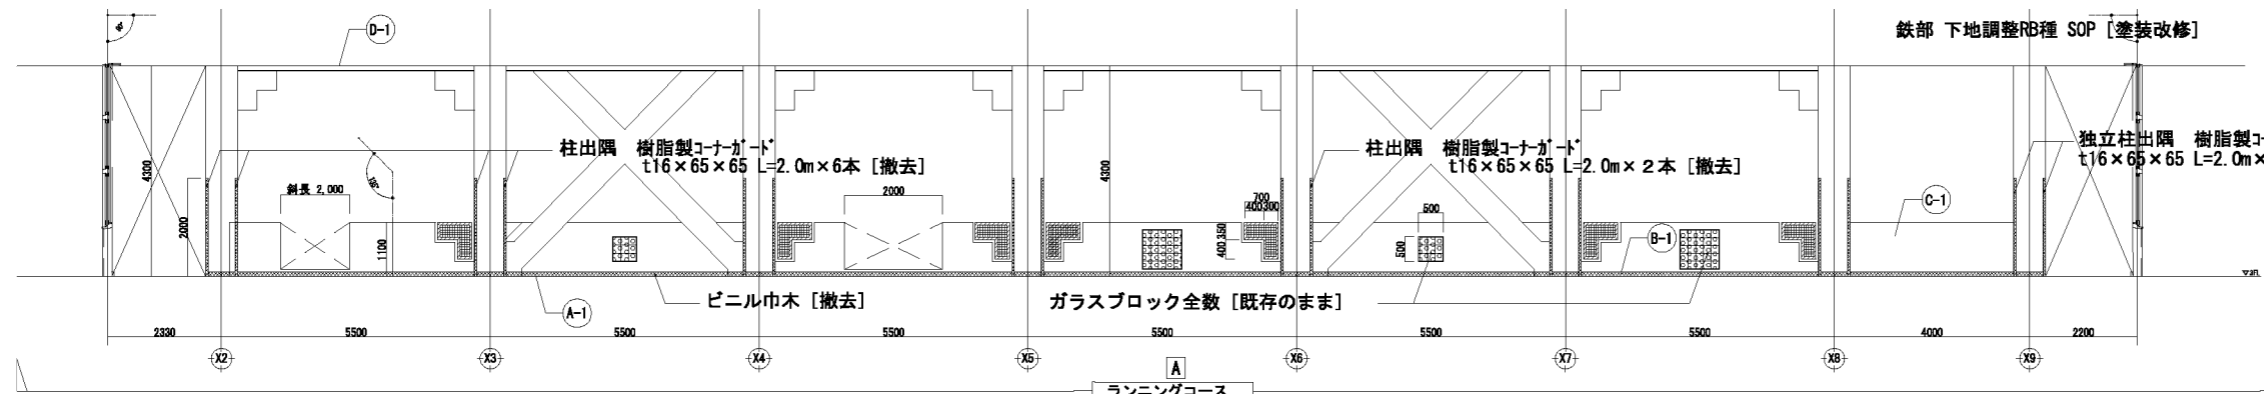 鉄部 下地調整RB種 SOP [塗装改修]
45°
D-1
柱出隅 樹脂製ｺｰﾅｰｶﾞｰﾄﾞ
t16×65×65 L=2.0m×6本 [撤去]
柱出隅 樹脂製ｺｰﾅｰｶﾞｰﾄﾞ
t16×65×65 L=2.0m×２本 [撤去]
独立柱出隅 樹脂製ｺｰ
t16×65×65 L=2.0m×
4300
4300
135°
斜長 2,000
2000
2000
1100
700
400 300
400 350
500
500
C-1
B-1
A-1
ビニル巾木 [撤去]
ガラスブロック全数 [既存のまま]
2330 5500 5500 5500 5500 5500 5500 4000 2200
X2 X3 X4 X5 X6 X7 X8 X9
A
ランニングコース